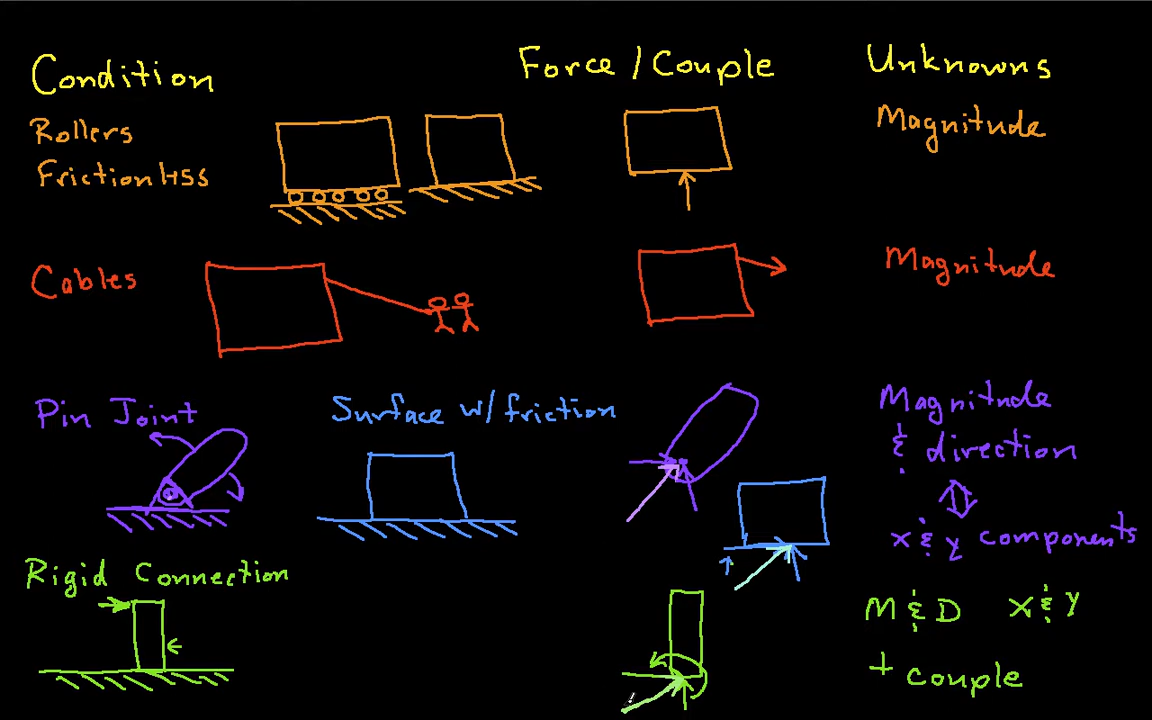 Condition Force / Couple Unknowns
Rollers
Frictionless
Magnitude
Cables
Magnitude
Pin Joint
Surface w/ friction
Magnitude
& direction
x & y components
Rigid Connection
M & D X & Y
+ couple